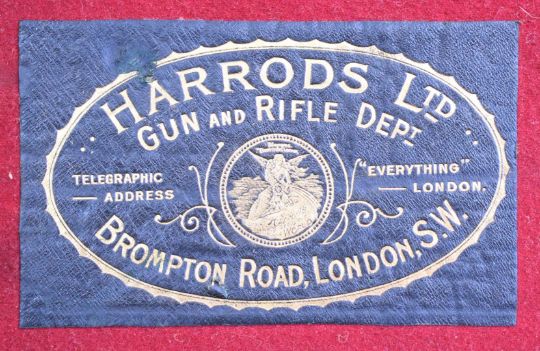 HARRODS LTD
GUN AND RIFLE DEPT
TELEGRAPHIC
— ADDRESS
"EVERYTHING"
— LONDON.
BROMPTON ROAD, LONDON, S.W.